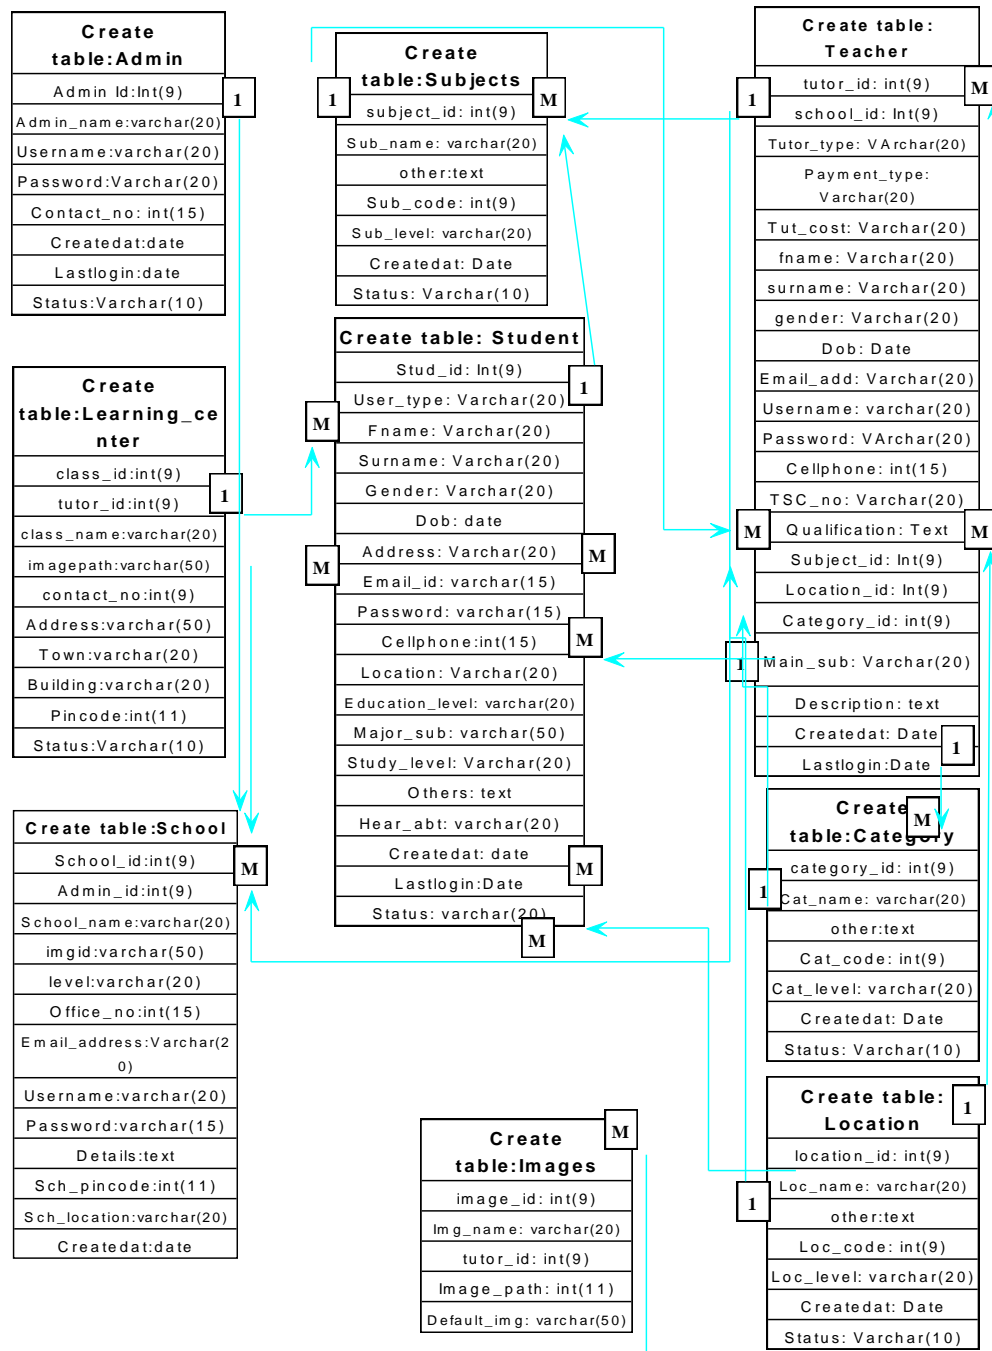 Create
table:Admin
Admin Id:Int(9)
Admin_name:varchar(20)
Username:varchar(20)
Password:Varchar(20)
Contact_no: int(15)
Createdat:date
Lastlogin:date
Status:Varchar(10)
1
Create
table:Subjects
subject_id: int(9)
Sub_name: varchar(20)
other:text
Sub_code: int(9)
Sub_level: varchar(20)
Createdat: Date
Status: Varchar(10)
1
M
Create table:
Teacher
tutor_id: int(9)
school_id: Int(9)
Tutor_type: VArchar(20)
Payment_type:
Varchar(20)
Tut_cost: Varchar(20)
fname: Varchar(20)
surname: Varchar(20)
gender: Varchar(20)
Dob: Date
Email_add: Varchar(20)
Username: varchar(20)
Password: VArchar(20)
Cellphone: int(15)
TSC_no: Varchar(20)
Qualification: Text
Subject_id: Int(9)
Location_id: Int(9)
Category_id: int(9)
Main_sub: Varchar(20)
Description: text
Createdat: Date
Lastlogin:Date
1
M
M
M
1
1
Create table: Student
Stud_id: Int(9)
User_type: Varchar(20)
Fname: Varchar(20)
Surname: Varchar(20)
Gender: Varchar(20)
Dob: date
Address: Varchar(20)
Email_id: varchar(15)
Password: varchar(15)
Cellphone:int(15)
Location: Varchar(20)
Education_level: varchar(20)
Major_sub: varchar(50)
Study_level: Varchar(20)
Others: text
Hear_abt: varchar(20)
Createdat: date
Lastlogin:Date
Status: varchar(20)
1
M
M
M
M
M
M
Create
table:Learning_ce
nter
class_id:int(9)
tutor_id:int(9)
class_name:varchar(20)
imagepath:varchar(50)
contact_no:int(9)
Address:varchar(50)
Town:varchar(20)
Building:varchar(20)
Pincode:int(11)
Status:Varchar(10)
1
Create table:School
School_id:int(9)
Admin_id:int(9)
School_name:varchar(20)
imgid:varchar(50)
level:varchar(20)
Office_no:int(15)
Email_address:Varchar(2
0)
Username:varchar(20)
Password:varchar(15)
Details:text
Sch_pincode:int(11)
Sch_location:varchar(20)
Createdat:date
M
Create
table:Category
category_id: int(9)
Cat_name: varchar(20)
other:text
Cat_code: int(9)
Cat_level: varchar(20)
Createdat: Date
Status: Varchar(10)
M
1
Create
table:Images
image_id: int(9)
Img_name: varchar(20)
tutor_id: int(9)
Image_path: int(11)
Default_img: varchar(50)
M
Create table:
Location
location_id: int(9)
Loc_name: varchar(20)
other:text
Loc_code: int(9)
Loc_level: varchar(20)
Createdat: Date
Status: Varchar(10)
1
1